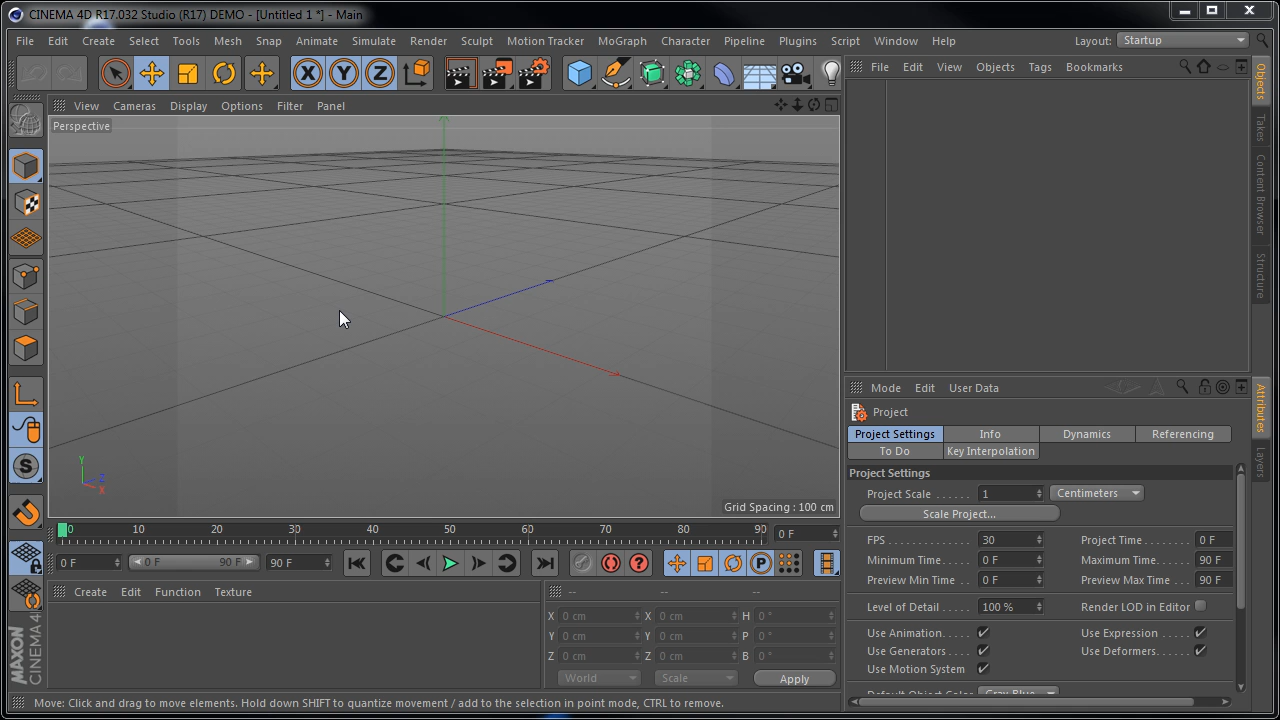 CINEMA 4D R17.032 Studio (R17) DEMO - [Untitled 1 *] - Main
File Edit Create Select Tools Mesh Snap Animate Simulate Render Sculpt Motion Tracker MoGraph Character Pipeline Plugins Script Window Help Layout: Startup
X Y Z
File Edit View Objects Tags Bookmarks
View Cameras Display Options Filter Panel
Perspective
Objects
Takes
Content Browser
Structure
Y
Z
X
Grid Spacing : 100 cm
S
Mode Edit User Data
Attributes
Layers
Project
Project Settings Info Dynamics Referencing
To Do Key Interpolation
Project Settings
Project Scale ...... 1 Centimeters
Scale Project...
FPS ............. 30 Project Time ... 0 F
Minimum Time .. 0 F Maximum Time. 90 F
Preview Min Time .. 0 F Preview Max Time . 90 F
Level of Detail ..... 100 % Render LOD in Editor
Use Animation..... Use Expression .....
Use Generators .... Use Deformers.....
Use Motion System
Default Object Color Gray-Blue
0 10 20 30 40 50 60 70 80 90 0 F
0 F 0 F 90 F 90 F ? P
Create Edit Function Texture
-- -- --
X 0 cm X 0 cm H 0 °
Y 0 cm Y 0 cm P 0 °
Z 0 cm Z 0 cm B 0 °
World Scale Apply
MAXON
CINEMA 4D
Move: Click and drag to move elements. Hold down SHIFT to quantize movement / add to the selection in point mode, CTRL to remove.